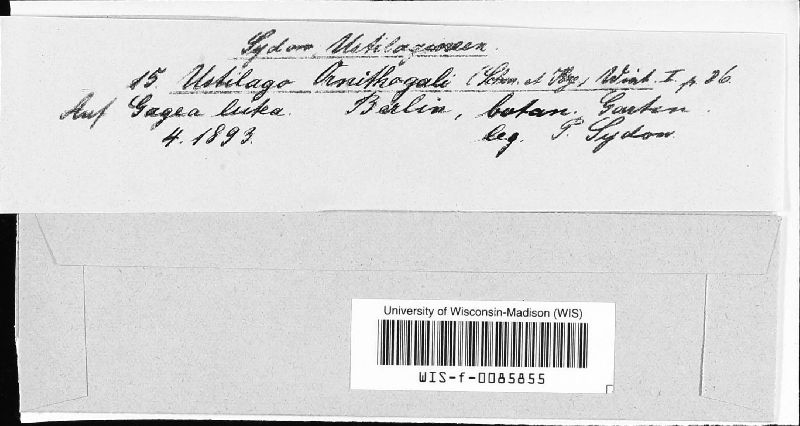 Sydow Ustilagineen.
15. Ustilago Ornithogali (Schm. et Kze) Wint. I. p 86.
Auf Gagea lutea. Berlin, botan. Garten.
4. 1893. leg. P. Sydow.
University of Wisconsin-Madison (WIS)
WIS-f-0085855